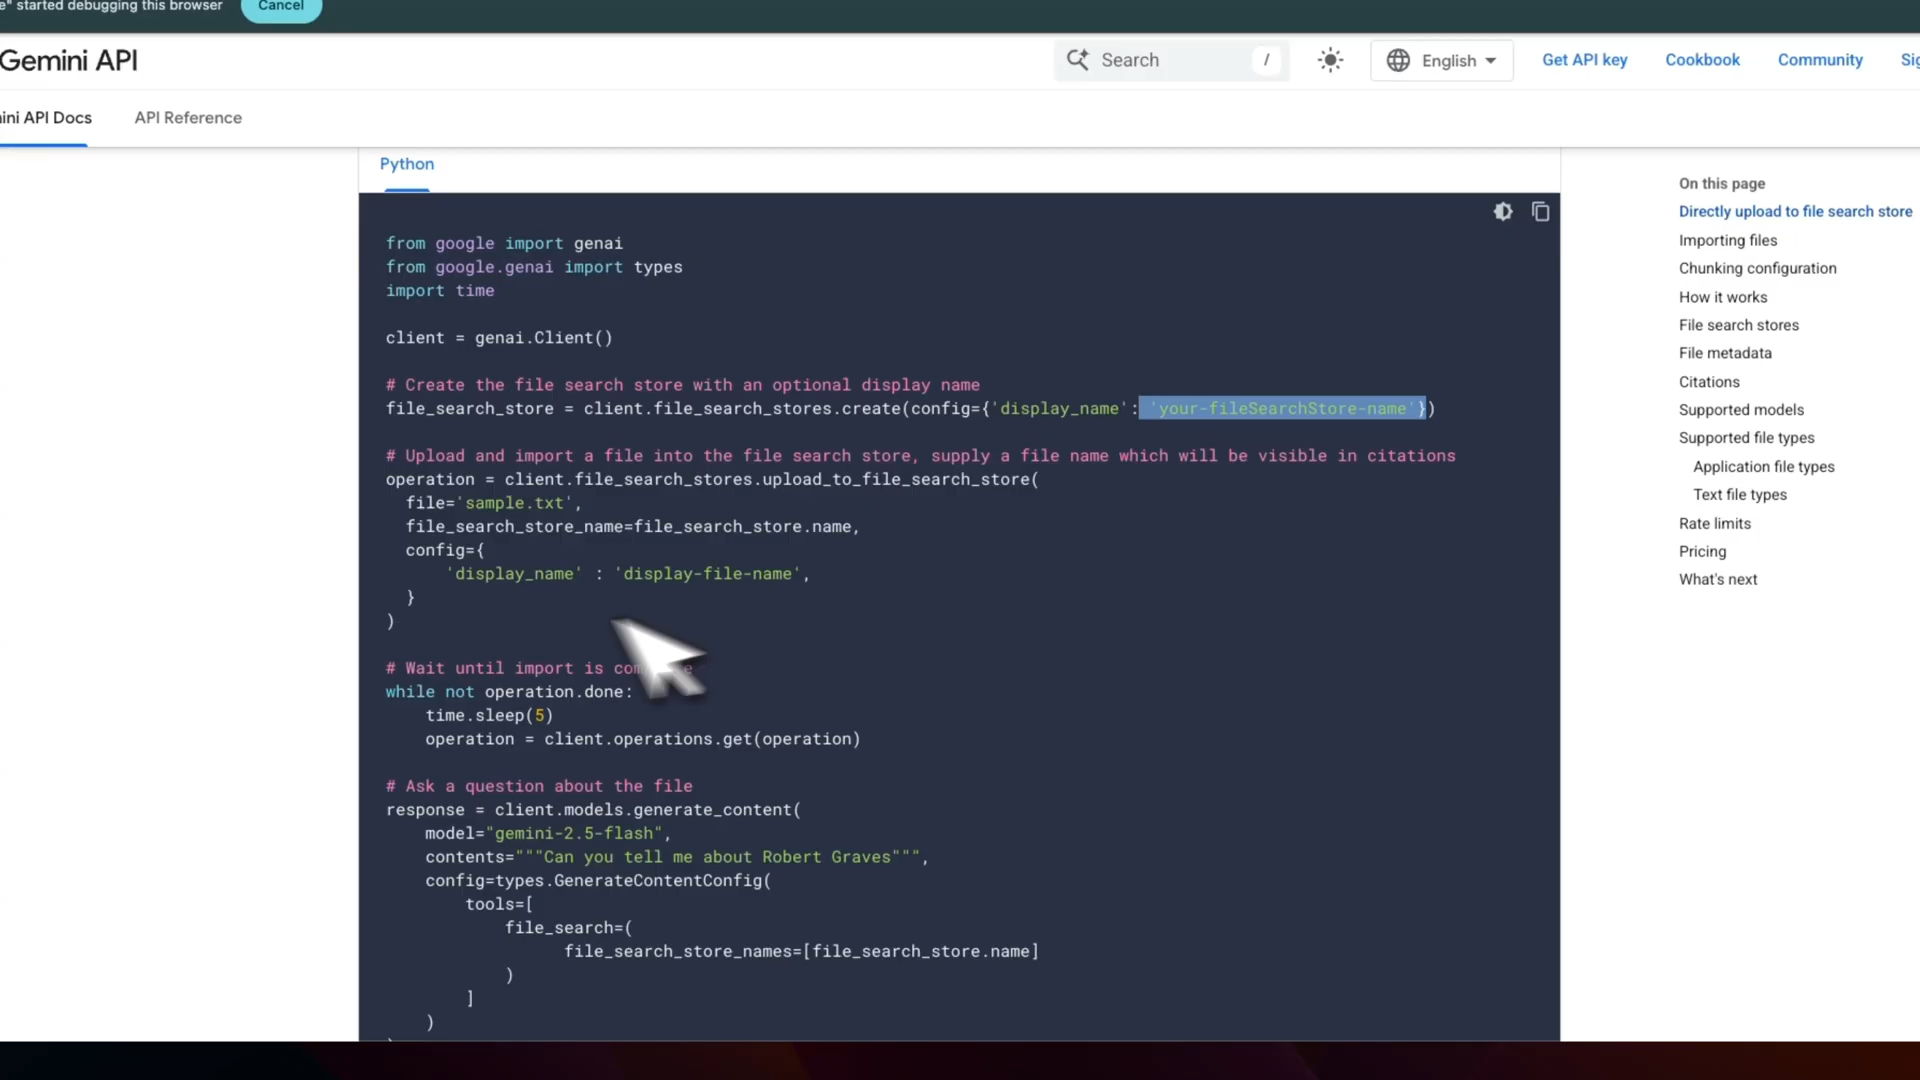 e" started debugging this browser
Cancel
Gemini API
Search
/
English
Get API key
Cookbook
Community
API Docs
API Reference
Python
from google import genai
from google.genai import types
import time
client = genai.Client()
# Create the file search store with an optional display name
file_search_store = client.file_search_stores.create(config={'display_name': 'your-fileSearchStore-name'})
# Upload and import a file into the file search store, supply a file name which will be visible in citations
operation = client.file_search_stores.upload_to_file_search_store(
  file='sample.txt',
  file_search_store_name=file_search_store.name,
  config={
      'display_name' : 'display-file-name',
  }
)
# Wait until import is
while not operation.done:
    time.sleep(5)
    operation = client.operations.get(operation)
# Ask a question about the file
response = client.models.generate_content(
    model="gemini-2.5-flash",
    contents="""Can you tell me about Robert Graves""",
    config=types.GenerateContentConfig(
        tools=[
            file_search=(
                  file_search_store_names=[file_search_store.name]
            )
        ]
    )
On this page
Directly upload to file search store
Importing files
Chunking configuration
How it works
File search stores
File metadata
Citations
Supported models
Supported file types
Application file types
Text file types
Rate limits
Pricing
What's next